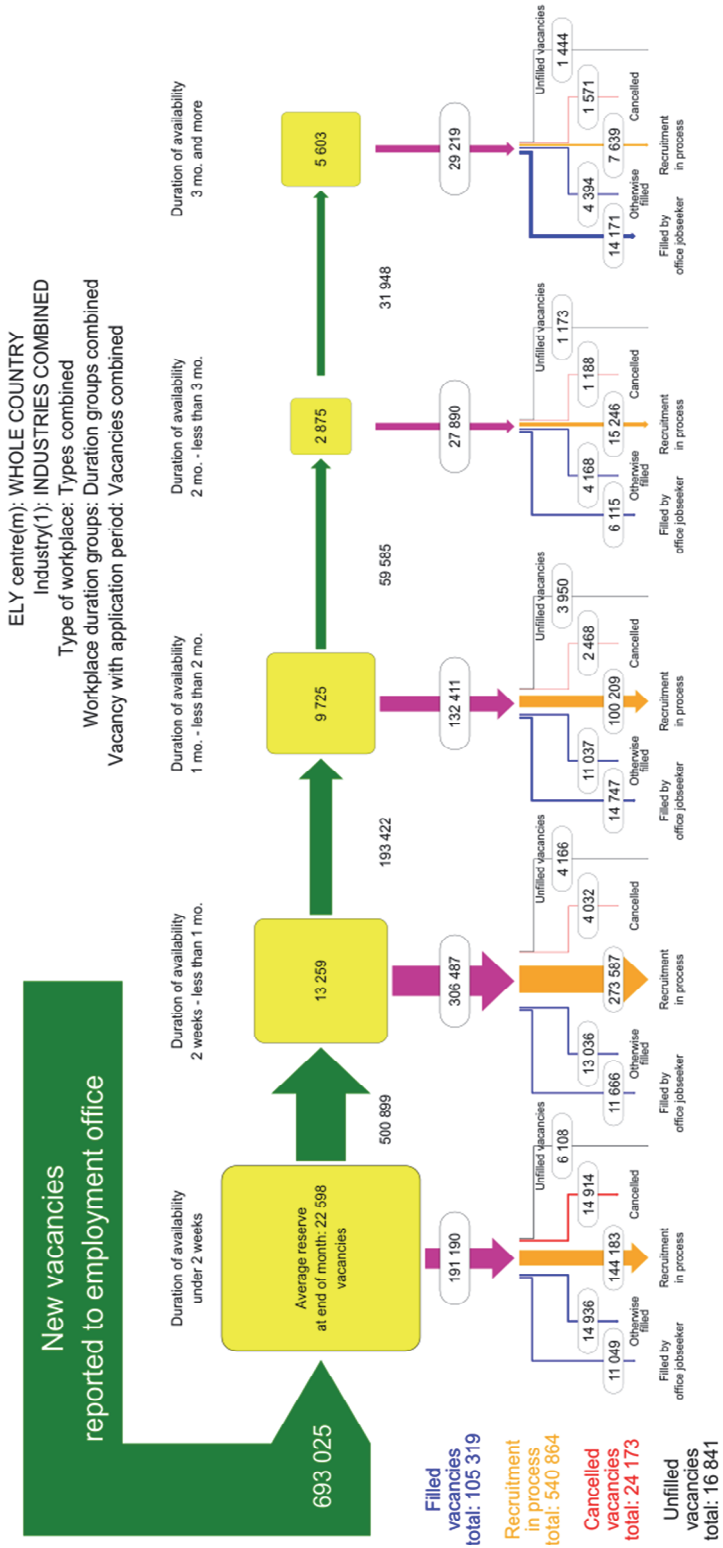 ELY centre(m): WHOLE COUNTRY
Industry(1): INDUSTRIES COMBINED
Type of workplace: Types combined
Workplace duration groups: Duration groups combined
Vacancy with application period: Vacancies combined
New vacancies
reported to employment office
693 025
Duration of availability
under 2 weeks
Average reserve
at end of month: 22 598
vacancies
500 899
Duration of availability
2 weeks - less than 1 mo.
13 259
193 422
Duration of availability
1 mo. - less than 2 mo.
9 725
59 585
Duration of availability
2 mo. - less than 3 mo.
2 875
31 948
Duration of availability
3 mo. and more
5 603
191 190
306 487
132 411
27 890
29 219
Filled
vacancies
total: 105 319
Recruitment
in process
total: 540 864
Cancelled
vacancies
total: 24 173
Unfilled
vacancies
total: 16 841
11 049
Filled by
office jobseeker
14 936
Otherwise
filled
144 183
Recruitment
in process
14 914
Cancelled
Unfilled vacancies
6 108
11 666
Filled by
office jobseeker
13 036
Otherwise
filled
273 587
Recruitment
in process
4 032
Cancelled
Unfilled vacancies
4 166
14 747
Filled by
office jobseeker
11 037
Otherwise
filled
100 209
Recruitment
in process
2 468
Cancelled
Unfilled vacancies
3 950
6 115
Filled by
office jobseeker
4 168
Otherwise
filled
15 246
Recruitment
in process
1 188
Cancelled
Unfilled vacancies
1 173
14 171
Filled by
office jobseeker
4 394
Otherwise
filled
7 639
Recruitment
in process
1 571
Cancelled
Unfilled vacancies
1 444